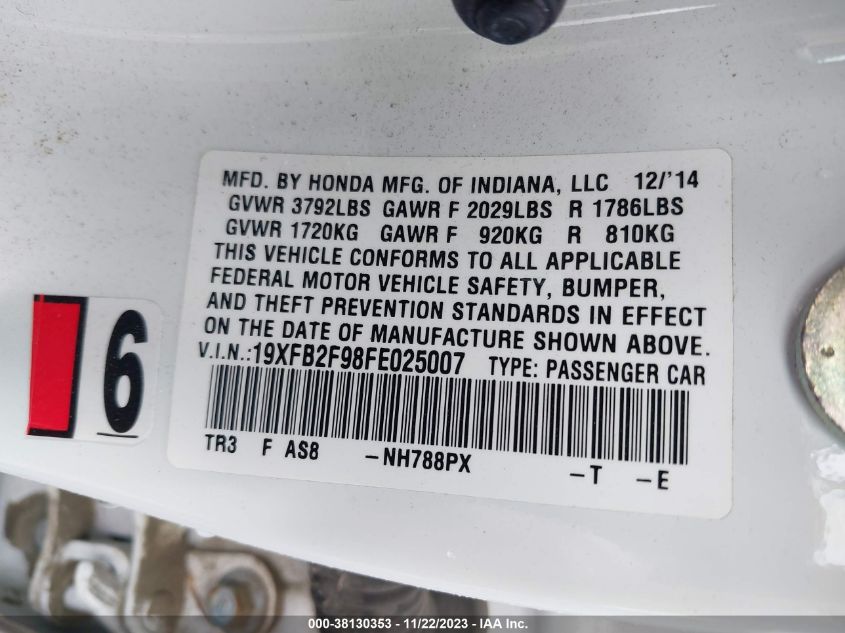 MFD. BY HONDA MFG. OF INDIANA, LLC 12/'14
GVWR 3792LBS GAWR F 2029LBS R 1786LBS
GVWR 1720KG GAWR F 920KG R 810KG
THIS VEHICLE CONFORMS TO ALL APPLICABLE
FEDERAL MOTOR VEHICLE SAFETY, BUMPER,
AND THEFT PREVENTION STANDARDS IN EFFECT
ON THE DATE OF MANUFACTURE SHOWN ABOVE.
V.I.N.:19XFB2F98FE025007 TYPE: PASSENGER CAR
TR3 F AS8 -NH788PX -T -E
6
000-38130353 - 11/22/2023 - IAA Inc.